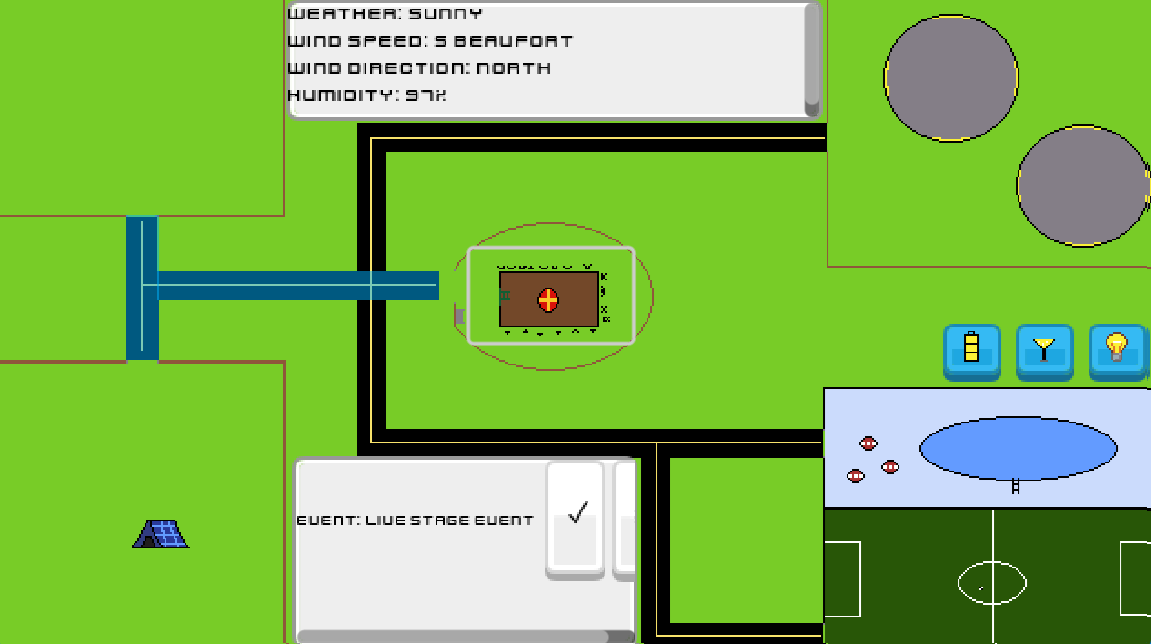 WEATHER: SUNNY
WIND SPEED: 5 BEAUFORT
WIND DIRECTION: NORTH
HUMIDITY: 97%
EVENT: LIVE STAGE EVENT